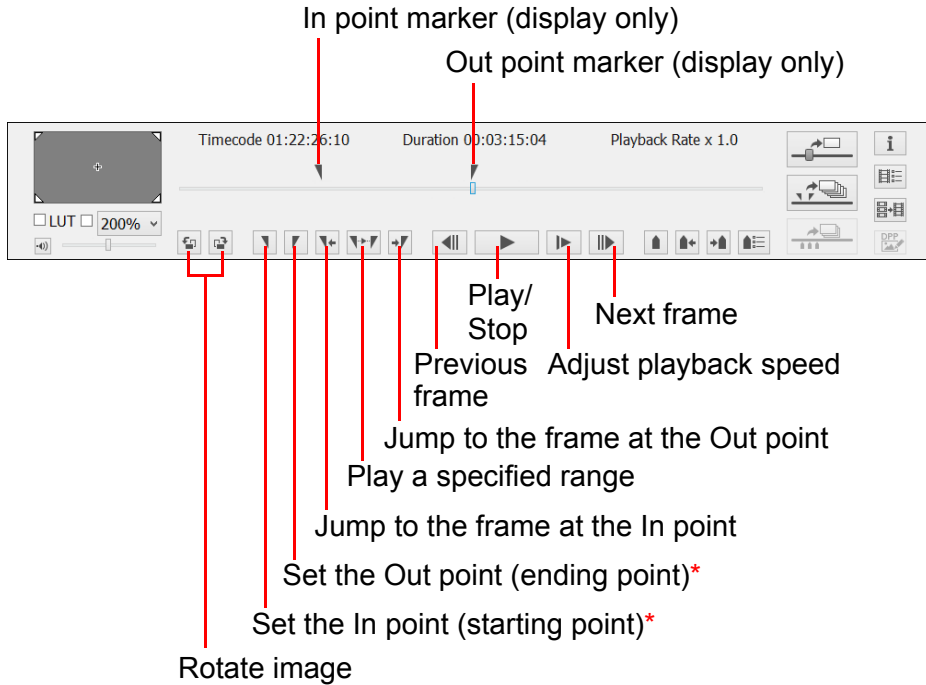 In point marker (display only)
Out point marker (display only)
Timecode 01:22:26:10 Duration 00:03:15:04 Playback Rate x 1.0
i
LUT 200%
DPP
Play/
Stop
Next frame
Previous
frame
Adjust playback speed
Jump to the frame at the Out point
Play a specified range
Jump to the frame at the In point
Set the Out point (ending point)*
Set the In point (starting point)*
Rotate image